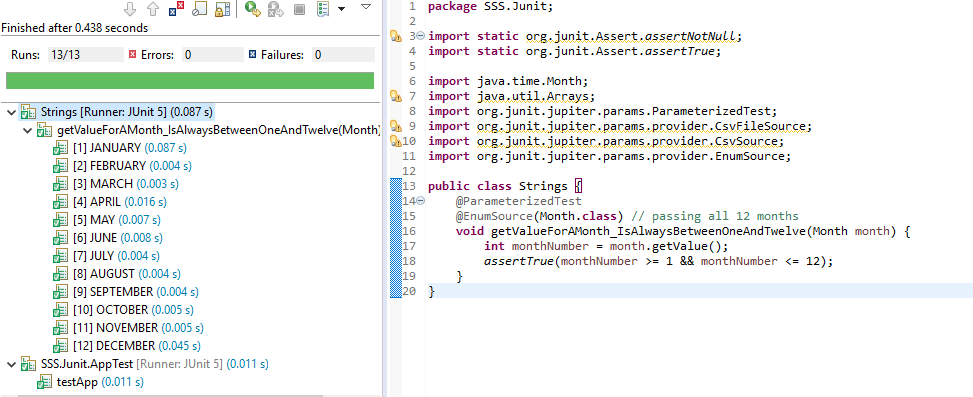 Finished after 0.438 seconds
Runs: 13/13 Errors: 0 Failures: 0
Strings [Runner: JUnit 5] (0.087 s)
getValueForAMonth_IsAlwaysBetweenOneAndTwelve(Month)
[1] JANUARY (0.087 s)
[2] FEBRUARY (0.004 s)
[3] MARCH (0.003 s)
[4] APRIL (0.016 s)
[5] MAY (0.007 s)
[6] JUNE (0.008 s)
[7] JULY (0.004 s)
[8] AUGUST (0.004 s)
[9] SEPTEMBER (0.004 s)
[10] OCTOBER (0.005 s)
[11] NOVEMBER (0.005 s)
[12] DECEMBER (0.045 s)
SSS.Junit.AppTest [Runner: JUnit 5] (0.011 s)
testApp (0.011 s)
1 package SSS.Junit;
2
3 import static org.junit.Assert.assertNotNull;
4 import static org.junit.Assert.assertTrue;
5
6 import java.time.Month;
7 import java.util.Arrays;
8 import org.junit.jupiter.params.ParameterizedTest;
9 import org.junit.jupiter.params.provider.CsvFileSource;
10 import org.junit.jupiter.params.provider.CsvSource;
11 import org.junit.jupiter.params.provider.EnumSource;
12
13 public class Strings {
14 @ParameterizedTest
15 @EnumSource(Month.class) // passing all 12 months
16 void getValueForAMonth_IsAlwaysBetweenOneAndTwelve(Month month) {
17 int monthNumber = month.getValue();
18 assertTrue(monthNumber >= 1 && monthNumber <= 12);
19 }
20 }